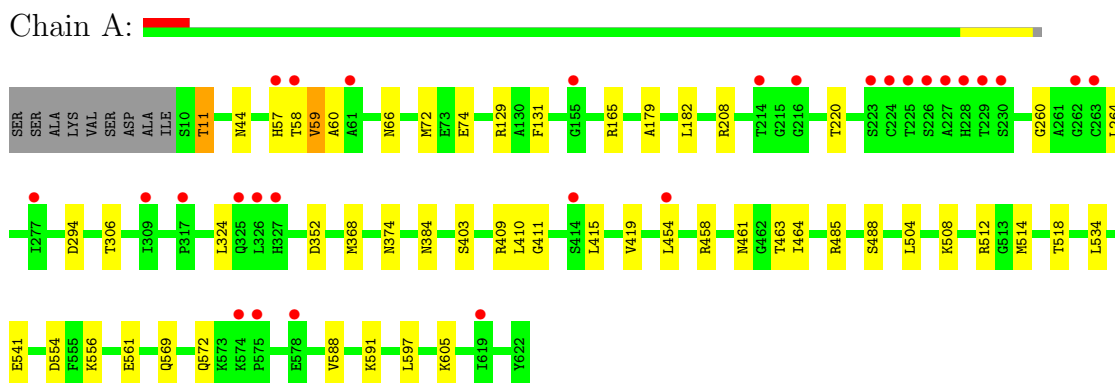 Chain A:
SER SER ALA LYS VAL SER ASP ALA ILE S10 T11 N44 H57 T58 V59 A60 A61 N66 M72 E73 E74 R129 A130 F131 G155 R165 A179 L182 R208 T214 G215 G216 T220 S223 C224 T225 S226 A227 H228 T229 S230 G260 A261 G262 C263 L264
I277 D294 T306 I309 P317 L324 Q325 L326 H327 D352 M368 N374 N384 S403 R409 L410 G411 S414 L415 V419 L454 R458 N461 G462 T463 I464 R485 S488 L504 K508 R512 G513 M514 T518 L534
E541 D554 F555 K556 E561 Q569 Q572 K573 K574 P575 E578 V588 K591 L597 K605 I619 Y622